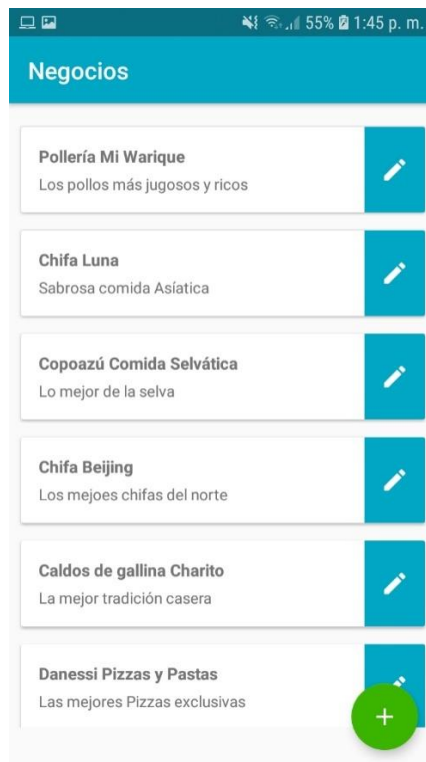 55% 1:45 p. m.
Negocios
Pollería Mi Warique
Los pollos más jugosos y ricos
Chifa Luna
Sabrosa comida Asíatica
Copoazú Comida Selvática
Lo mejor de la selva
Chifa Beijing
Los mejoes chifas del norte
Caldos de gallina Charito
La mejor tradición casera
Danessi Pizzas y Pastas
Las mejores Pizzas exclusivas
+